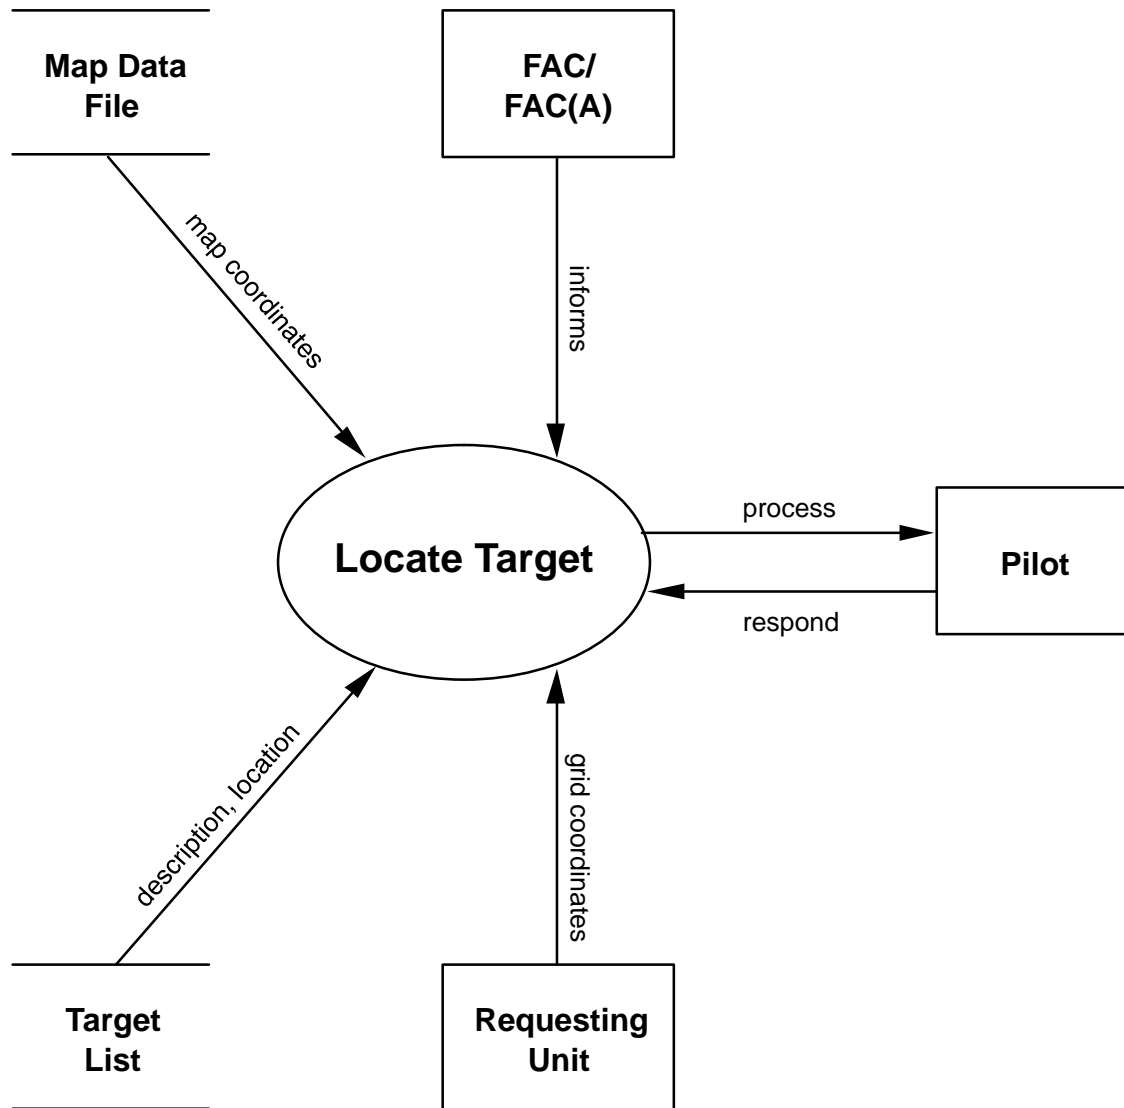 Map Data
File
FAC/
FAC(A)
map coordinates
informs
process
Locate Target
Pilot
respond
description, location
grid coordinates
Target
List
Requesting
Unit